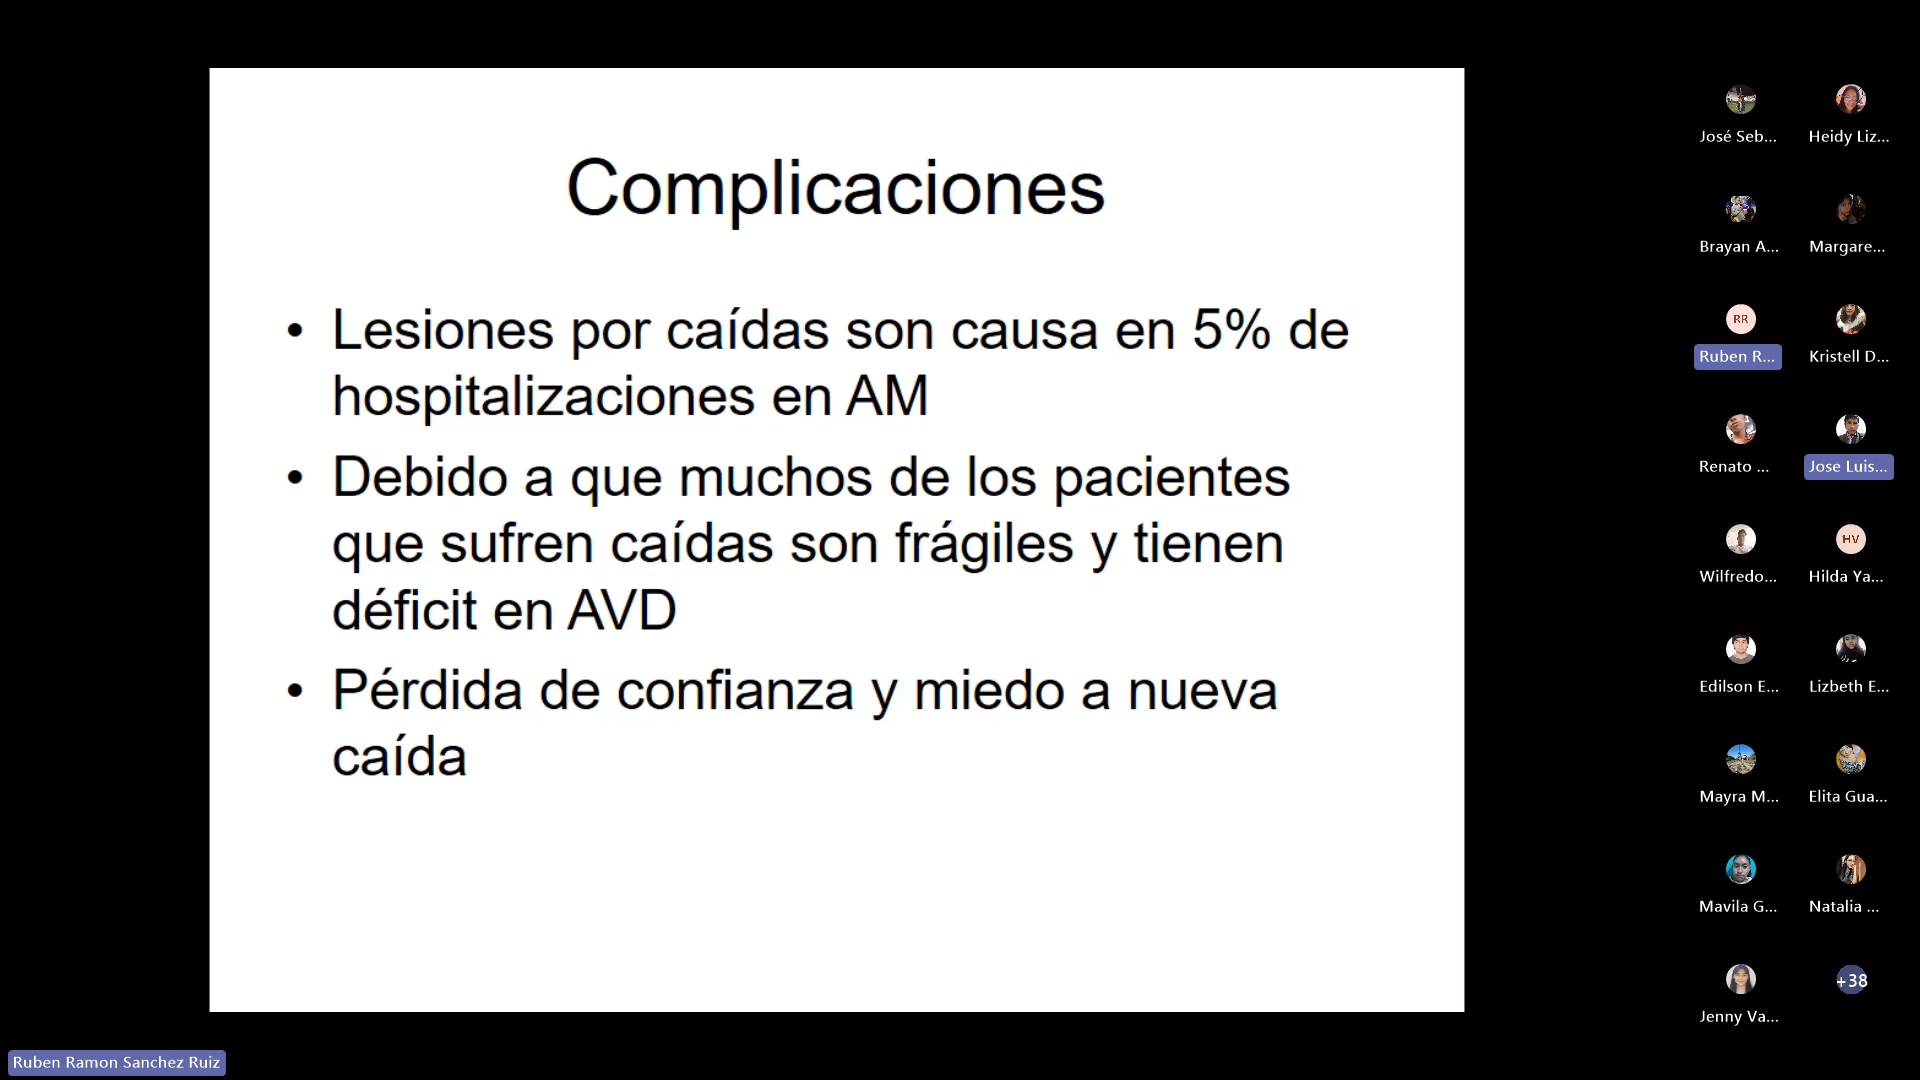 Complicaciones
• Lesiones por caídas son causa en 5% de
hospitalizaciones en AM
• Debido a que muchos de los pacientes
que sufren caídas son frágiles y tienen
déficit en AVD
• Pérdida de confianza y miedo a nueva
caída
José Seb...
Heidy Liz...
Brayan A...
Margare...
RR
Ruben R...
Kristell D...
Renato ...
Jose Luis...
Wilfredo...
HV
Hilda Ya...
Edilson E...
Lizbeth E...
Mayra M...
Elita Gua...
Mavila G...
Natalia ...
Jenny Va...
+38
Ruben Ramon Sanchez Ruiz